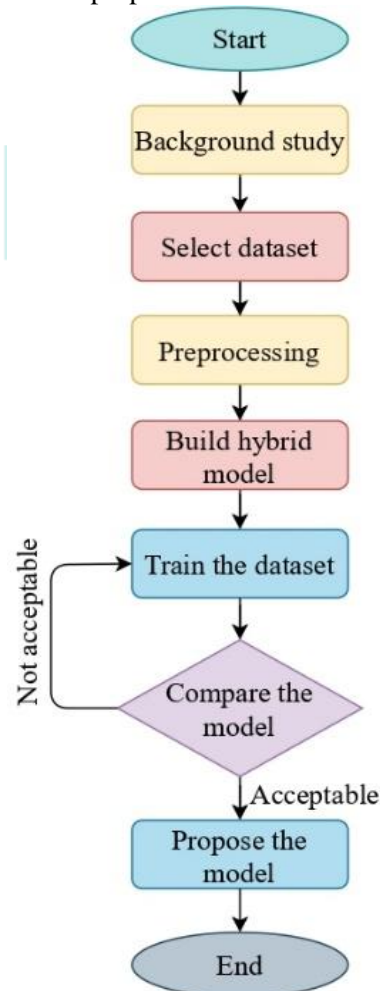 Start
Background study
Select dataset
Preprocessing
Build hybrid
model
Train the dataset
Not acceptable
Compare the
model
Acceptable
Propose the
model
End